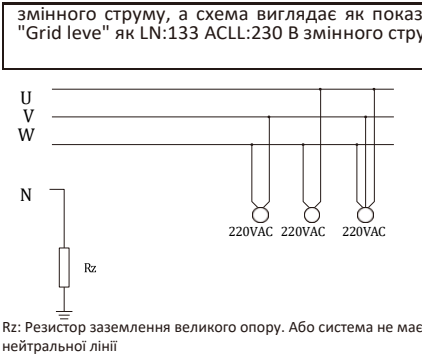 змінного струму, а схема виглядає як показ
"Grid leve" як LN:133 ACLL:230 В змінного стру
U
V
W
N
220VAC 220VAC 220VAC
Rz
Rz: Резистор заземлення великого опору. Або система не має
нейтральної лінії